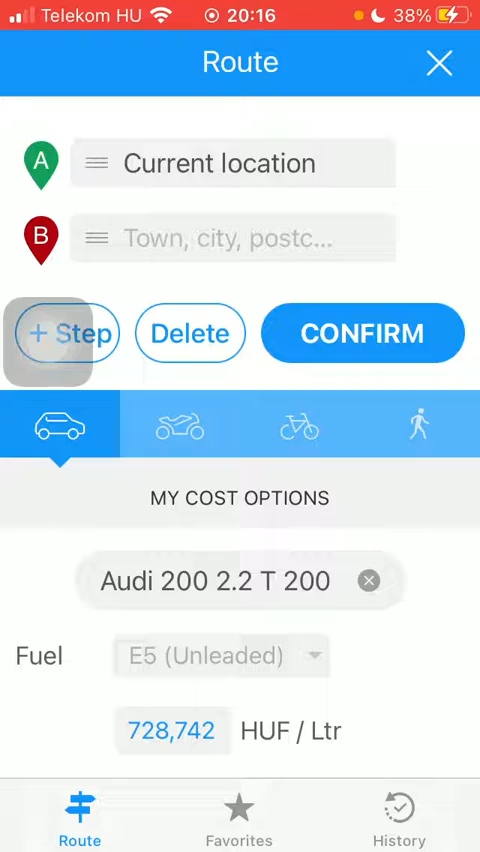 Telekom HU 20:16 38%
Route
A Current location
B Town, city, postc...
+ Step Delete CONFIRM
MY COST OPTIONS
Audi 200 2.2 T 200
Fuel E5 (Unleaded)
728,742 HUF / Ltr
Route Favorites History